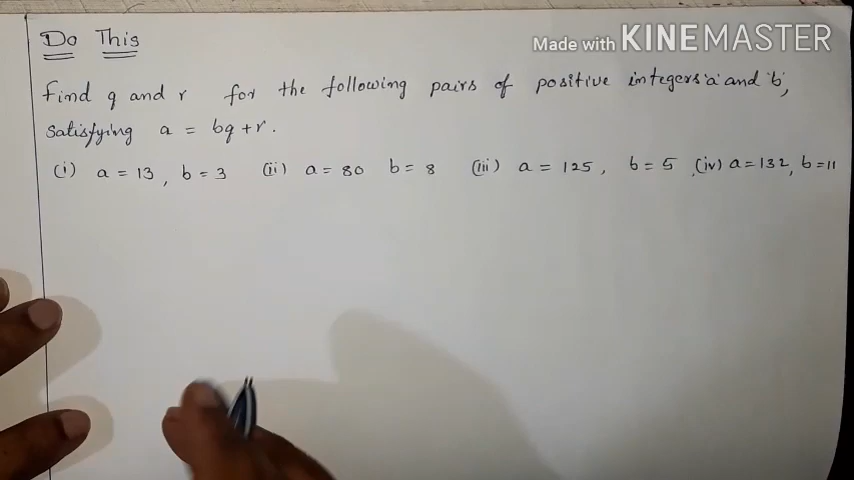 Do This
Made with KINEMASTER
Find q and r for the following pairs of positive integers 'a' and 'b',
satisfying a = bq + r.
(i) a = 13, b = 3 (ii) a = 80 b = 8 (iii) a = 125, b = 5, (iv) a = 132, b = 11